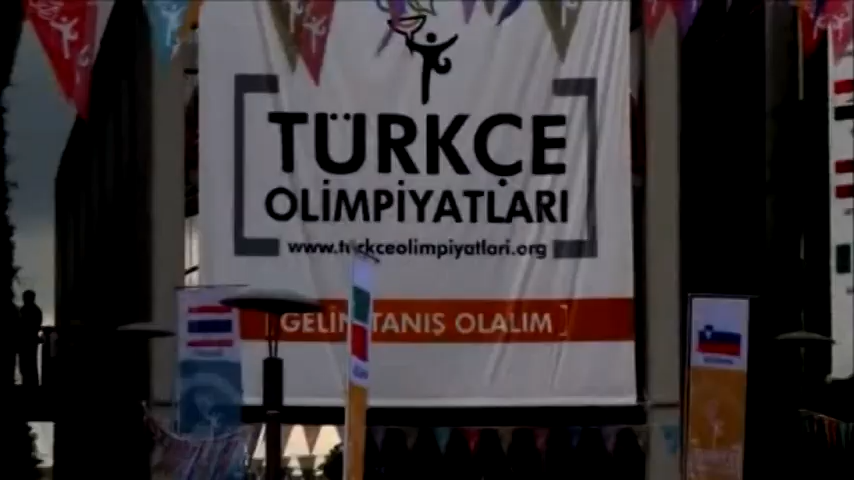 TÜRKÇE
OLİMPİYATLARI
www.turkceolimpiyatlari.org
[ GELİN TANIŞ OLALIM ]